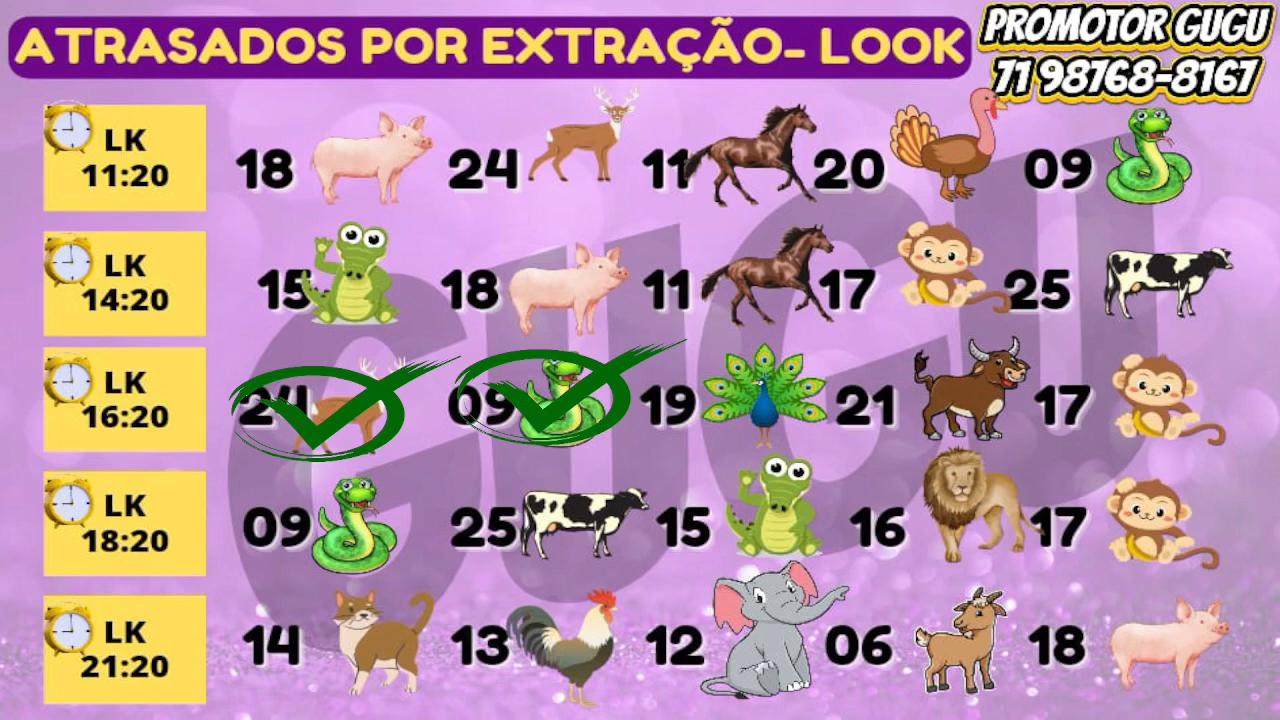 ATRASADOS POR EXTRAÇÃO- LOOK
PROMOTOR GUGU
71 98768-8167
LK
11:20
18 24 11 20 09
LK
14:20
15 18 11 17 25
LK
16:20
24 09 19 21 17
LK
18:20
09 25 15 16 17
LK
21:20
14 13 12 06 18
GUGU